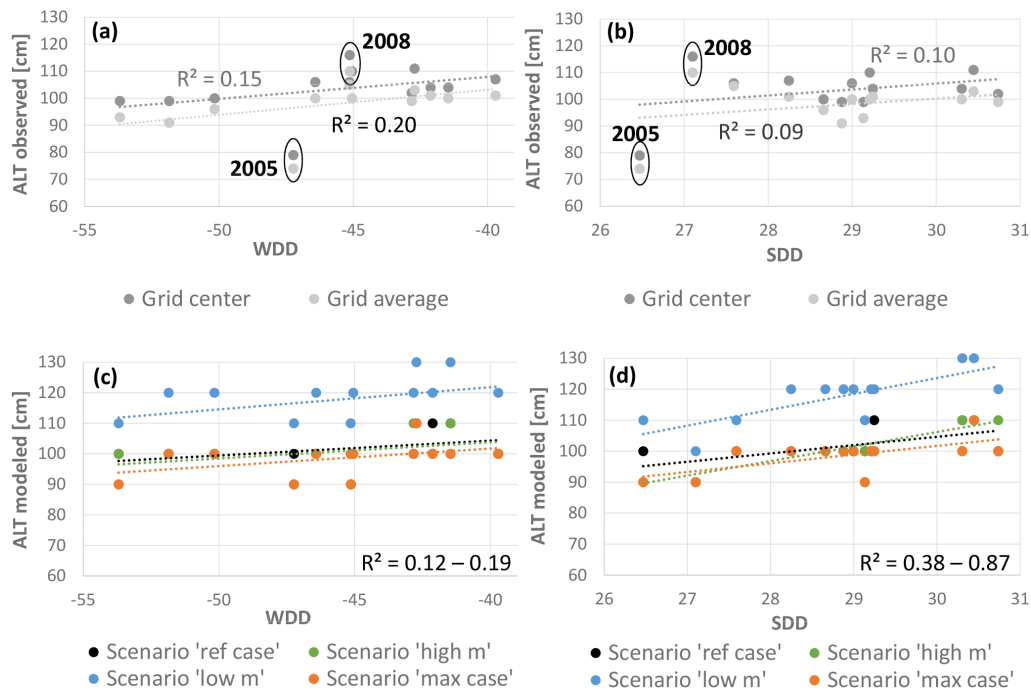 (a)
ALT observed [cm]
130
120
110
100
90
80
70
60
2008
R² = 0.15
R² = 0.20
2005
-55
-50
-45
-40
WDD
Grid center
Grid average
(b)
ALT observed [cm]
130
120
110
100
90
80
70
60
2008
R² = 0.10
2005
R² = 0.09
26
27
28
29
30
31
SDD
Grid center
Grid average
(c)
ALT modeled [cm]
130
120
110
100
90
80
70
60
R² = 0.12 – 0.19
-55
-50
-45
-40
WDD
Scenario 'ref case'
Scenario 'high m'
Scenario 'low m'
Scenario 'max case'
(d)
ALT modeled [cm]
130
120
110
100
90
80
70
60
R² = 0.38 – 0.87
26
27
28
29
30
31
SDD
Scenario 'ref case'
Scenario 'high m'
Scenario 'low m'
Scenario 'max case'